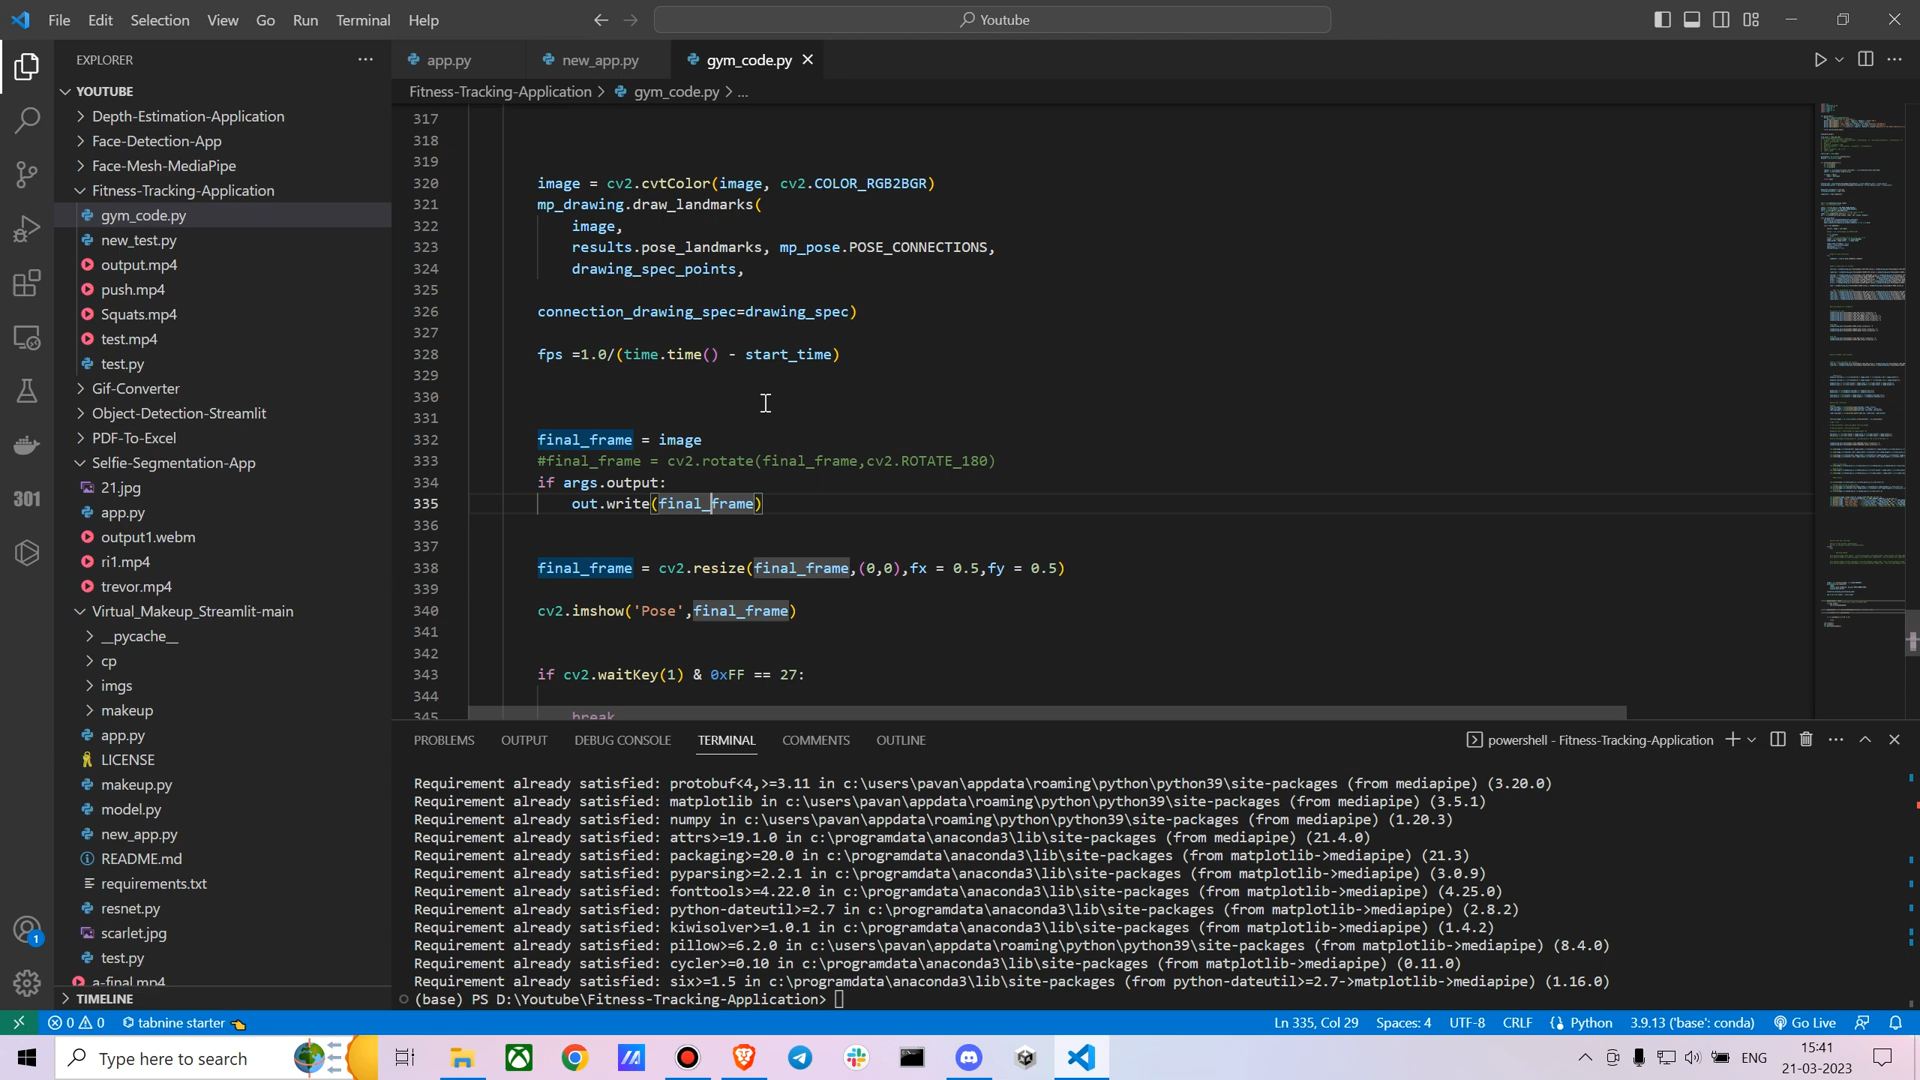 File Edit Selection View Go Run Terminal Help
Youtube
EXPLORER
app.py
new_app.py
gym_code.py
YOUTUBE
Fitness-Tracking-Application > gym_code.py > ...
Depth-Estimation-Application
Face-Detection-App
Face-Mesh-MediaPipe
Fitness-Tracking-Application
gym_code.py
new_test.py
output.mp4
push.mp4
Squats.mp4
test.mp4
test.py
Gif-Converter
Object-Detection-Streamlit
PDF-To-Excel
Selfie-Segmentation-App
21.jpg
app.py
output1.webm
ri1.mp4
trevor.mp4
Virtual_Makeup_Streamlit-main
__pycache__
cp
imgs
makeup
app.py
LICENSE
makeup.py
model.py
new_app.py
README.md
requirements.txt
resnet.py
scarlet.jpg
test.py
a-final.mp4
TIMELINE
301
1
317
318
319
320 image = cv2.cvtColor(image, cv2.COLOR_RGB2BGR)
321 mp_drawing.draw_landmarks(
322 image,
323 results.pose_landmarks, mp_pose.POSE_CONNECTIONS,
324 drawing_spec_points,
325
326 connection_drawing_spec=drawing_spec)
327
328 fps =1.0/(time.time() - start_time)
329
330
331
332 final_frame = image
333 #final_frame = cv2.rotate(final_frame,cv2.ROTATE_180)
334 if args.output:
335 out.write(final_frame)
336
337
338 final_frame = cv2.resize(final_frame,(0,0),fx = 0.5,fy = 0.5)
339
340 cv2.imshow('Pose',final_frame)
341
342
343 if cv2.waitKey(1) & 0xFF == 27:
344
345 break
PROBLEMS OUTPUT DEBUG CONSOLE TERMINAL COMMENTS OUTLINE
powershell - Fitness-Tracking-Application
Requirement already satisfied: protobuf<4,>=3.11 in c:\users\pavan\appdata\roaming\python\python39\site-packages (from mediapipe) (3.20.0)
Requirement already satisfied: matplotlib in c:\users\pavan\appdata\roaming\python\python39\site-packages (from mediapipe) (3.5.1)
Requirement already satisfied: numpy in c:\users\pavan\appdata\roaming\python\python39\site-packages (from mediapipe) (1.20.3)
Requirement already satisfied: attrs>=19.1.0 in c:\programdata\anaconda3\lib\site-packages (from mediapipe) (21.4.0)
Requirement already satisfied: packaging>=20.0 in c:\programdata\anaconda3\lib\site-packages (from matplotlib->mediapipe) (21.3)
Requirement already satisfied: pyparsing>=2.2.1 in c:\programdata\anaconda3\lib\site-packages (from matplotlib->mediapipe) (3.0.9)
Requirement already satisfied: fonttools>=4.22.0 in c:\programdata\anaconda3\lib\site-packages (from matplotlib->mediapipe) (4.25.0)
Requirement already satisfied: python-dateutil>=2.7 in c:\programdata\anaconda3\lib\site-packages (from matplotlib->mediapipe) (2.8.2)
Requirement already satisfied: kiwisolver>=1.0.1 in c:\programdata\anaconda3\lib\site-packages (from matplotlib->mediapipe) (1.4.2)
Requirement already satisfied: pillow>=6.2.0 in c:\users\pavan\appdata\roaming\python\python39\site-packages (from matplotlib->mediapipe) (8.4.0)
Requirement already satisfied: cycler>=0.10 in c:\programdata\anaconda3\lib\site-packages (from matplotlib->mediapipe) (0.11.0)
Requirement already satisfied: six>=1.5 in c:\programdata\anaconda3\lib\site-packages (from python-dateutil>=2.7->matplotlib->mediapipe) (1.16.0)
(base) PS D:\Youtube\Fitness-Tracking-Application>
0 0 tabnine starter
Ln 335, Col 29 Spaces: 4 UTF-8 CRLF Python 3.9.13 ('base': conda) Go Live
Type here to search
ENG
15:41
21-03-2023